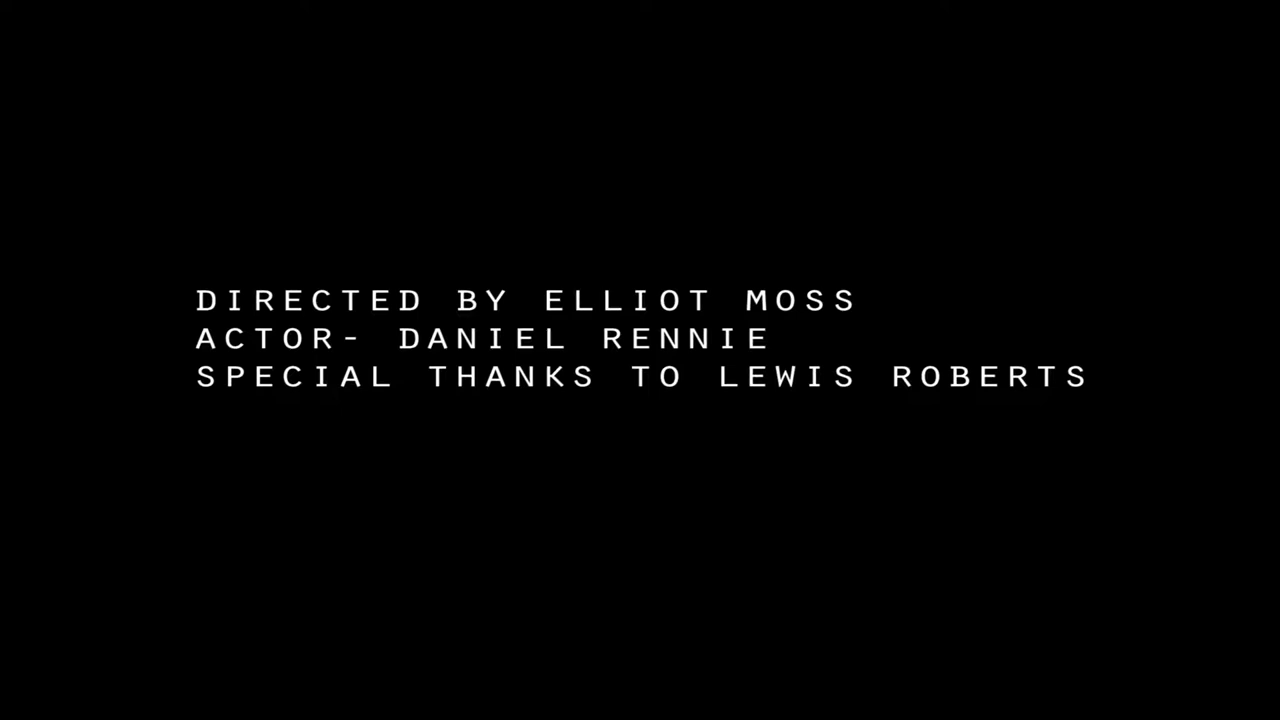 DIRECTED BY ELLIOT MOSS
ACTOR- DANIEL RENNIE
SPECIAL THANKS TO LEWIS ROBERTS